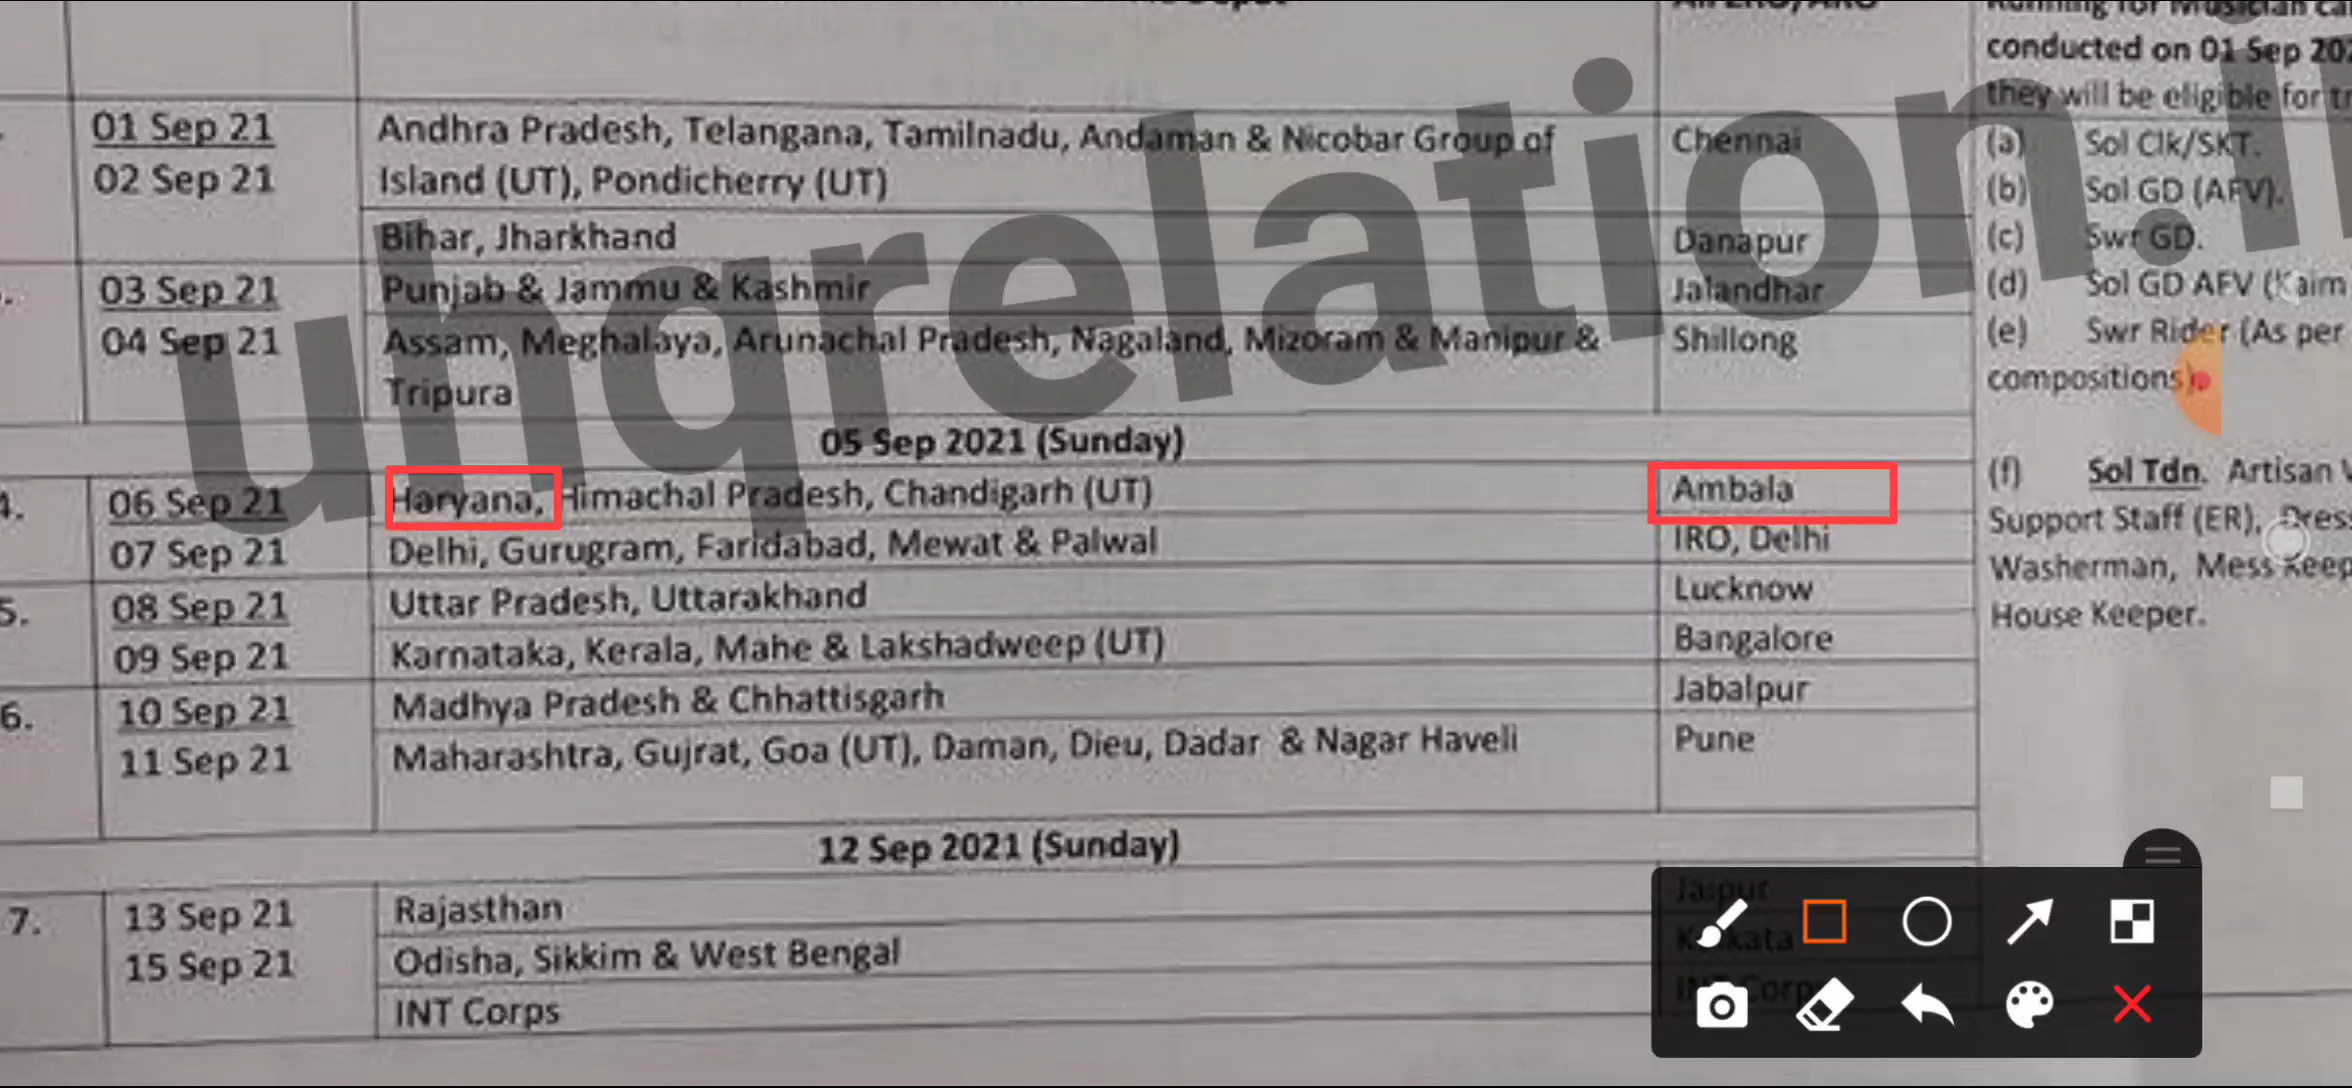 conducted on 01 Sep
they will be eligible for
01 Sep 21
02 Sep 21
Andhra Pradesh, Telangana, Tamilnadu, Andaman & Nicobar Group of
Island (UT), Pondicherry (UT)
Chennai
Bihar, Jharkhand
Danapur
03 Sep 21
04 Sep 21
Punjab & Jammu & Kashmir
Jalandhar
Assam, Meghalaya, Arunachal Pradesh, Nagaland, Mizoram & Manipur &
Tripura
Shillong
05 Sep 2021 (Sunday)
4.
06 Sep 21
07 Sep 21
Haryana, Himachal Pradesh, Chandigarh (UT)
Ambala
Delhi, Gurugram, Faridabad, Mewat & Palwal
IRO, Delhi
5.
08 Sep 21
09 Sep 21
Uttar Pradesh, Uttarakhand
Lucknow
Karnataka, Kerala, Mahe & Lakshadweep (UT)
Bangalore
6.
10 Sep 21
11 Sep 21
Madhya Pradesh & Chhattisgarh
Jabalpur
Maharashtra, Gujrat, Goa (UT), Daman, Dieu, Dadar & Nagar Haveli
Pune
12 Sep 2021 (Sunday)
7.
13 Sep 21
15 Sep 21
Rajasthan
Jaipur
Odisha, Sikkim & West Bengal
Kolkata
INT Corps
INT Corps
(a) Sol Clk/SKT.
(b) Sol GD (AFV).
(c) Swr GD.
(d) Sol GD AFV (Kaim
(e) Swr Rider (As per
compositions).
(f) Sol Tdn. Artisan
Support Staff (ER),
Washerman, Mess
House Keeper.
uhqrelation.in